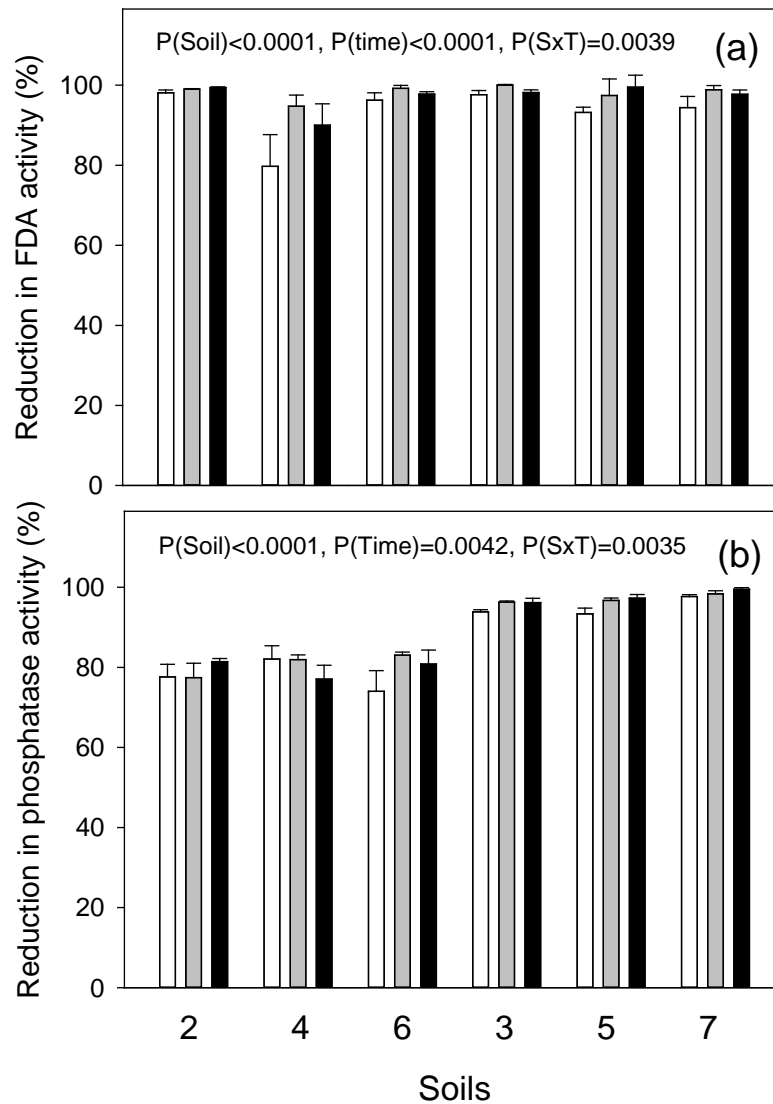 P(Soil)<0.0001, P(time)<0.0001, P(SxT)=0.0039
(a)
Reduction in FDA activity (%)
100
80
60
40
20
0
P(Soil)<0.0001, P(Time)=0.0042, P(SxT)=0.0035
(b)
Reduction in phosphatase activity (%)
100
80
60
40
20
0
2 4 6 3 5 7
Soils